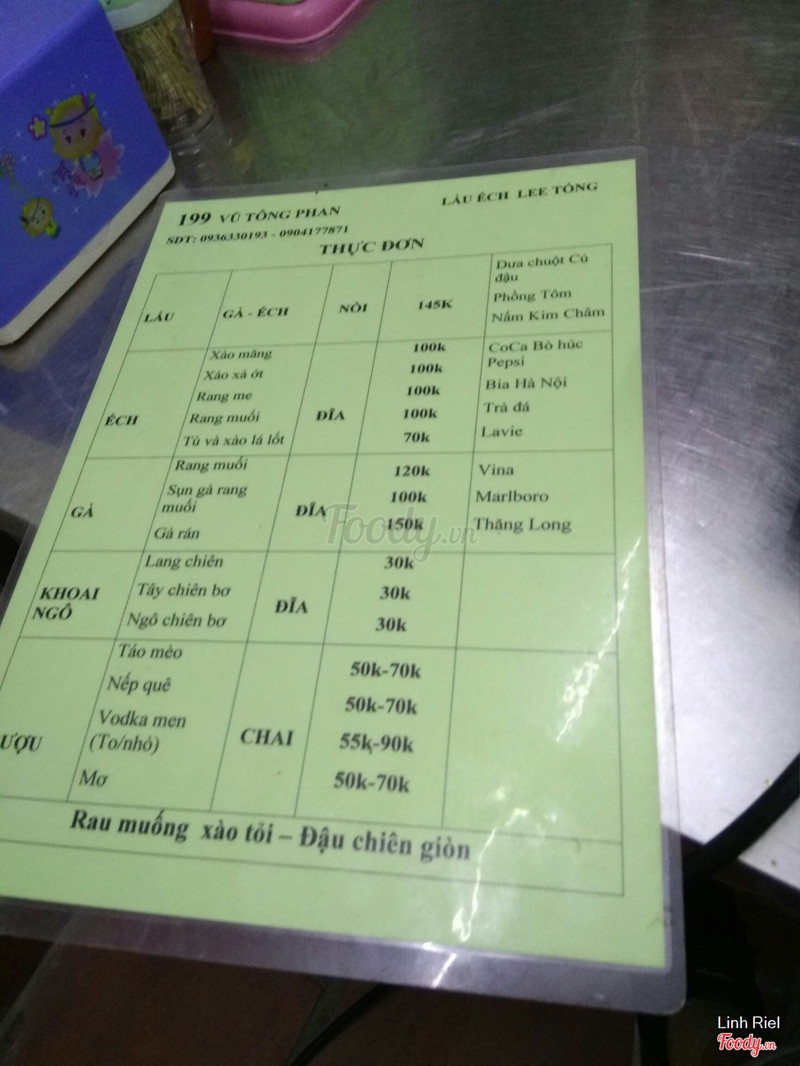 199 VŨ TÔNG PHAN
LẨU ẾCH LEE TÔNG
SĐT: 0936330193 - 0904177871
THỰC ĐƠN
LẨU
GÀ - ẾCH
NỒI
145K
Dưa chuột Củ
đậu
Phồng Tôm
Nấm Kim Châm
ẾCH
Xào măng
Xào xả ớt
Rang me
Rang muối
Tù và xào lá lốt
ĐĨA
100k
100k
100k
100k
70k
CoCa Bò húc
Pepsi
Bia Hà Nội
Trà đá
Lavie
GÀ
Rang muối
Sụn gà rang
muối
Gà rán
ĐĨA
120k
100k
150k
Vina
Marlboro
Thăng Long
KHOAI
NGÔ
Lang chiên
Tây chiên bơ
Ngô chiên bơ
ĐĨA
30k
30k
30k
ƯỢU
Táo mèo
Nếp quê
Vodka men
(To/nhỏ)
Mơ
CHAI
50k-70k
50k-70k
55k-90k
50k-70k
Rau muống xào tỏi – Đậu chiên giòn
Foody.vn
Linh Riel
Foody.vn